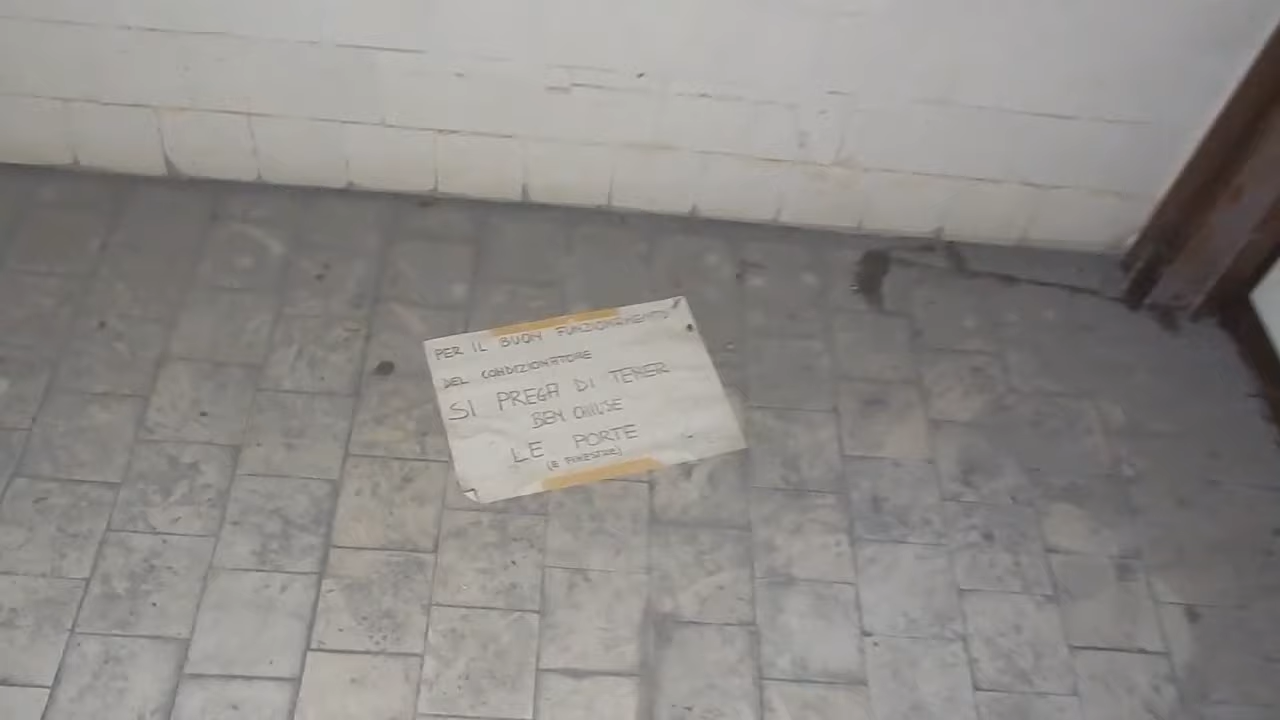 PER IL BUON FUNZIONAMENTO
DEL CONDIZIONATORE
SI PREGA DI TENER
BEN CHIUSE
LE PORTE
(E FINESTRE)